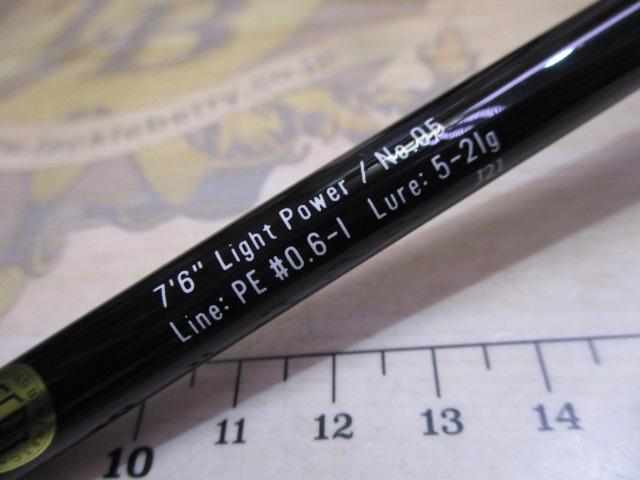 7'6" Light Power / No.05
Line: PE #0.6-1 Lure: 5-21g
J21
10 11 12 13 14